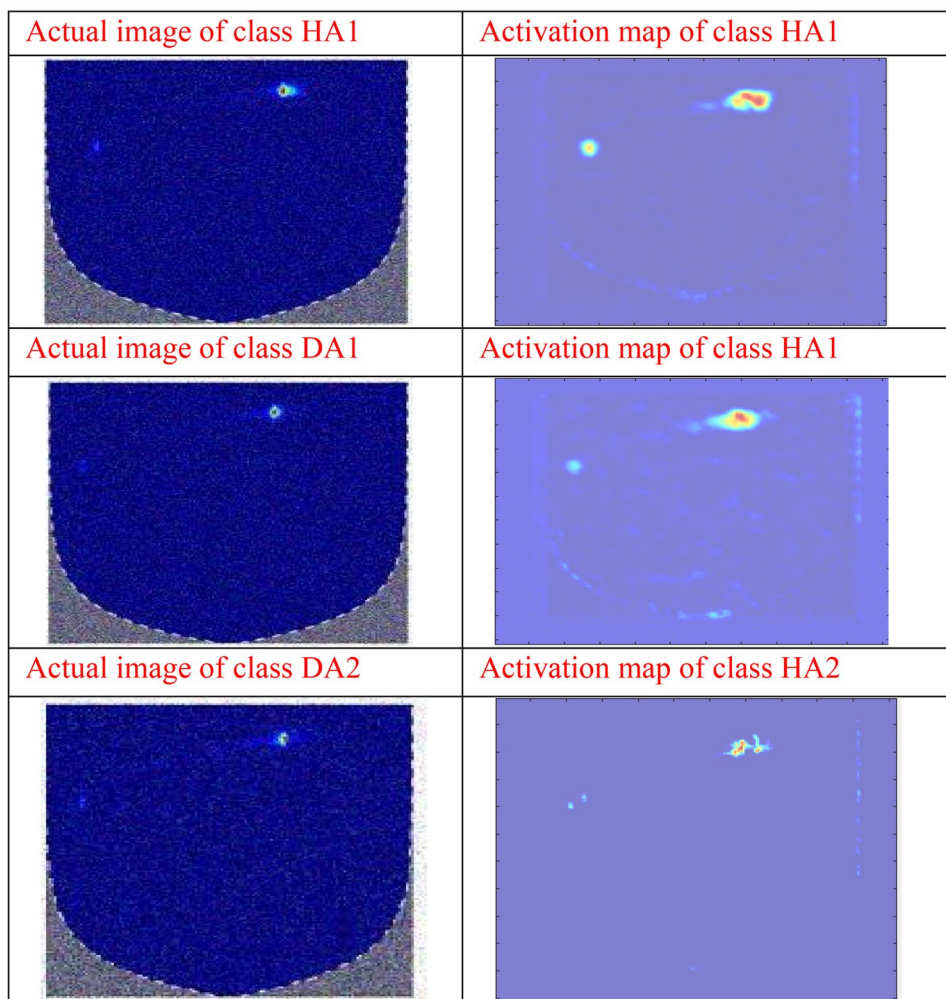 Actual image of class HA1
Activation map of class HA1
Actual image of class DA1
Activation map of class HA1
Actual image of class DA2
Activation map of class HA2